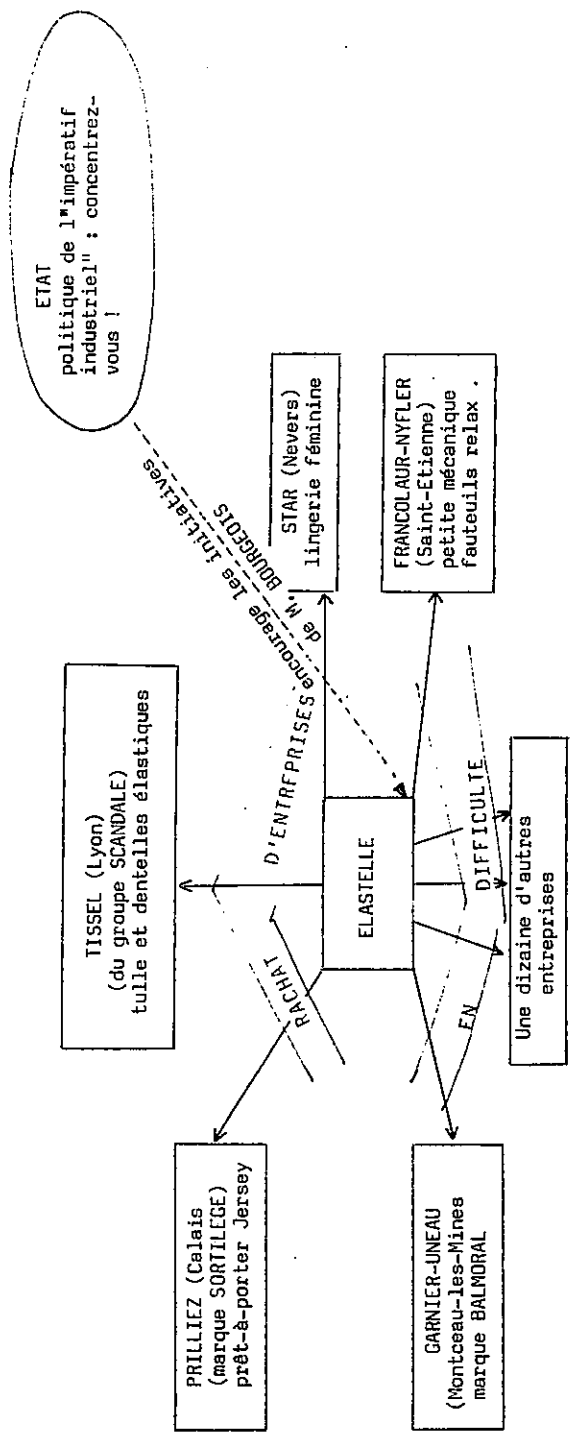 ETAT
politique de l'"impératif
industriel" : concentrez-
vous !
encourage les initiatives
de M. BOURGEOIS
TISSEL (Lyon)
(du groupe SCANDALE)
tulle et dentelles élastiques
PRILLIEZ (Calais
(marque SORTILEGE)
prêt-à-porter Jersey
RACHAT D'ENTREPRISES
STAR (Nevers)
lingerie féminine
ELASTELLE
EN DIFFICULTE
GARNIER-UNEAU
(Montceau-les-Mines
marque BALMORAL
Une dizaine d'autres
entreprises
FRANCOLAUR-NYFLER
(Saint-Etienne)
petite mécanique
fauteuils relax .